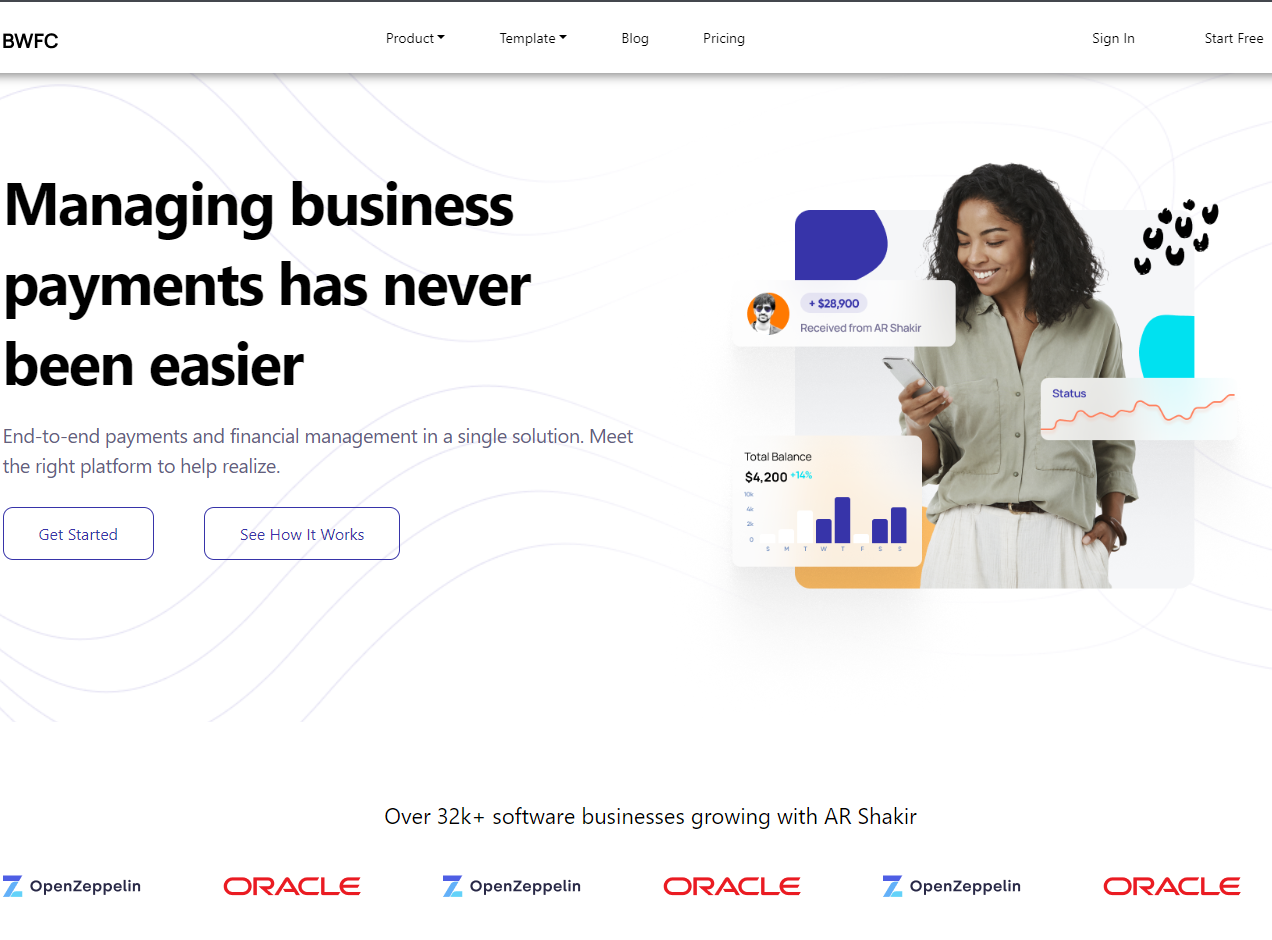 BWFC
Product
Template
Blog
Pricing
Sign In
Start Free
Managing business
payments has never
been easier
End-to-end payments and financial management in a single solution. Meet
the right platform to help realize.
Get Started
See How It Works
+ $28,900
Received from AR Shakir
Status
Total Balance
$4,200 +14%
10k
4k
2k
0
S M T W T F S S
Over 32k+ software businesses growing with AR Shakir
OpenZeppelin
ORACLE
OpenZeppelin
ORACLE
OpenZeppelin
ORACLE